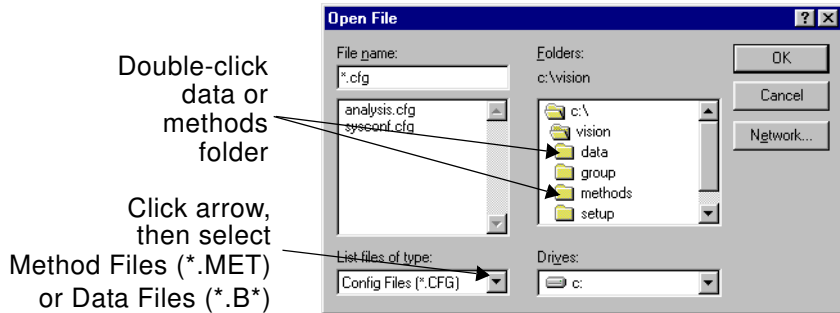 Open File
File name:
*.cfg
analysis.cfg
sysconf.cfg
Folders:
c:\vision
c:\
vision
data
group
methods
setup
OK
Cancel
Network...
List files of type:
Config Files (*.CFG)
Drives:
c:
Double-click
data or
methods
folder
Click arrow,
then select
Method Files (*.MET)
or Data Files (*.B*)